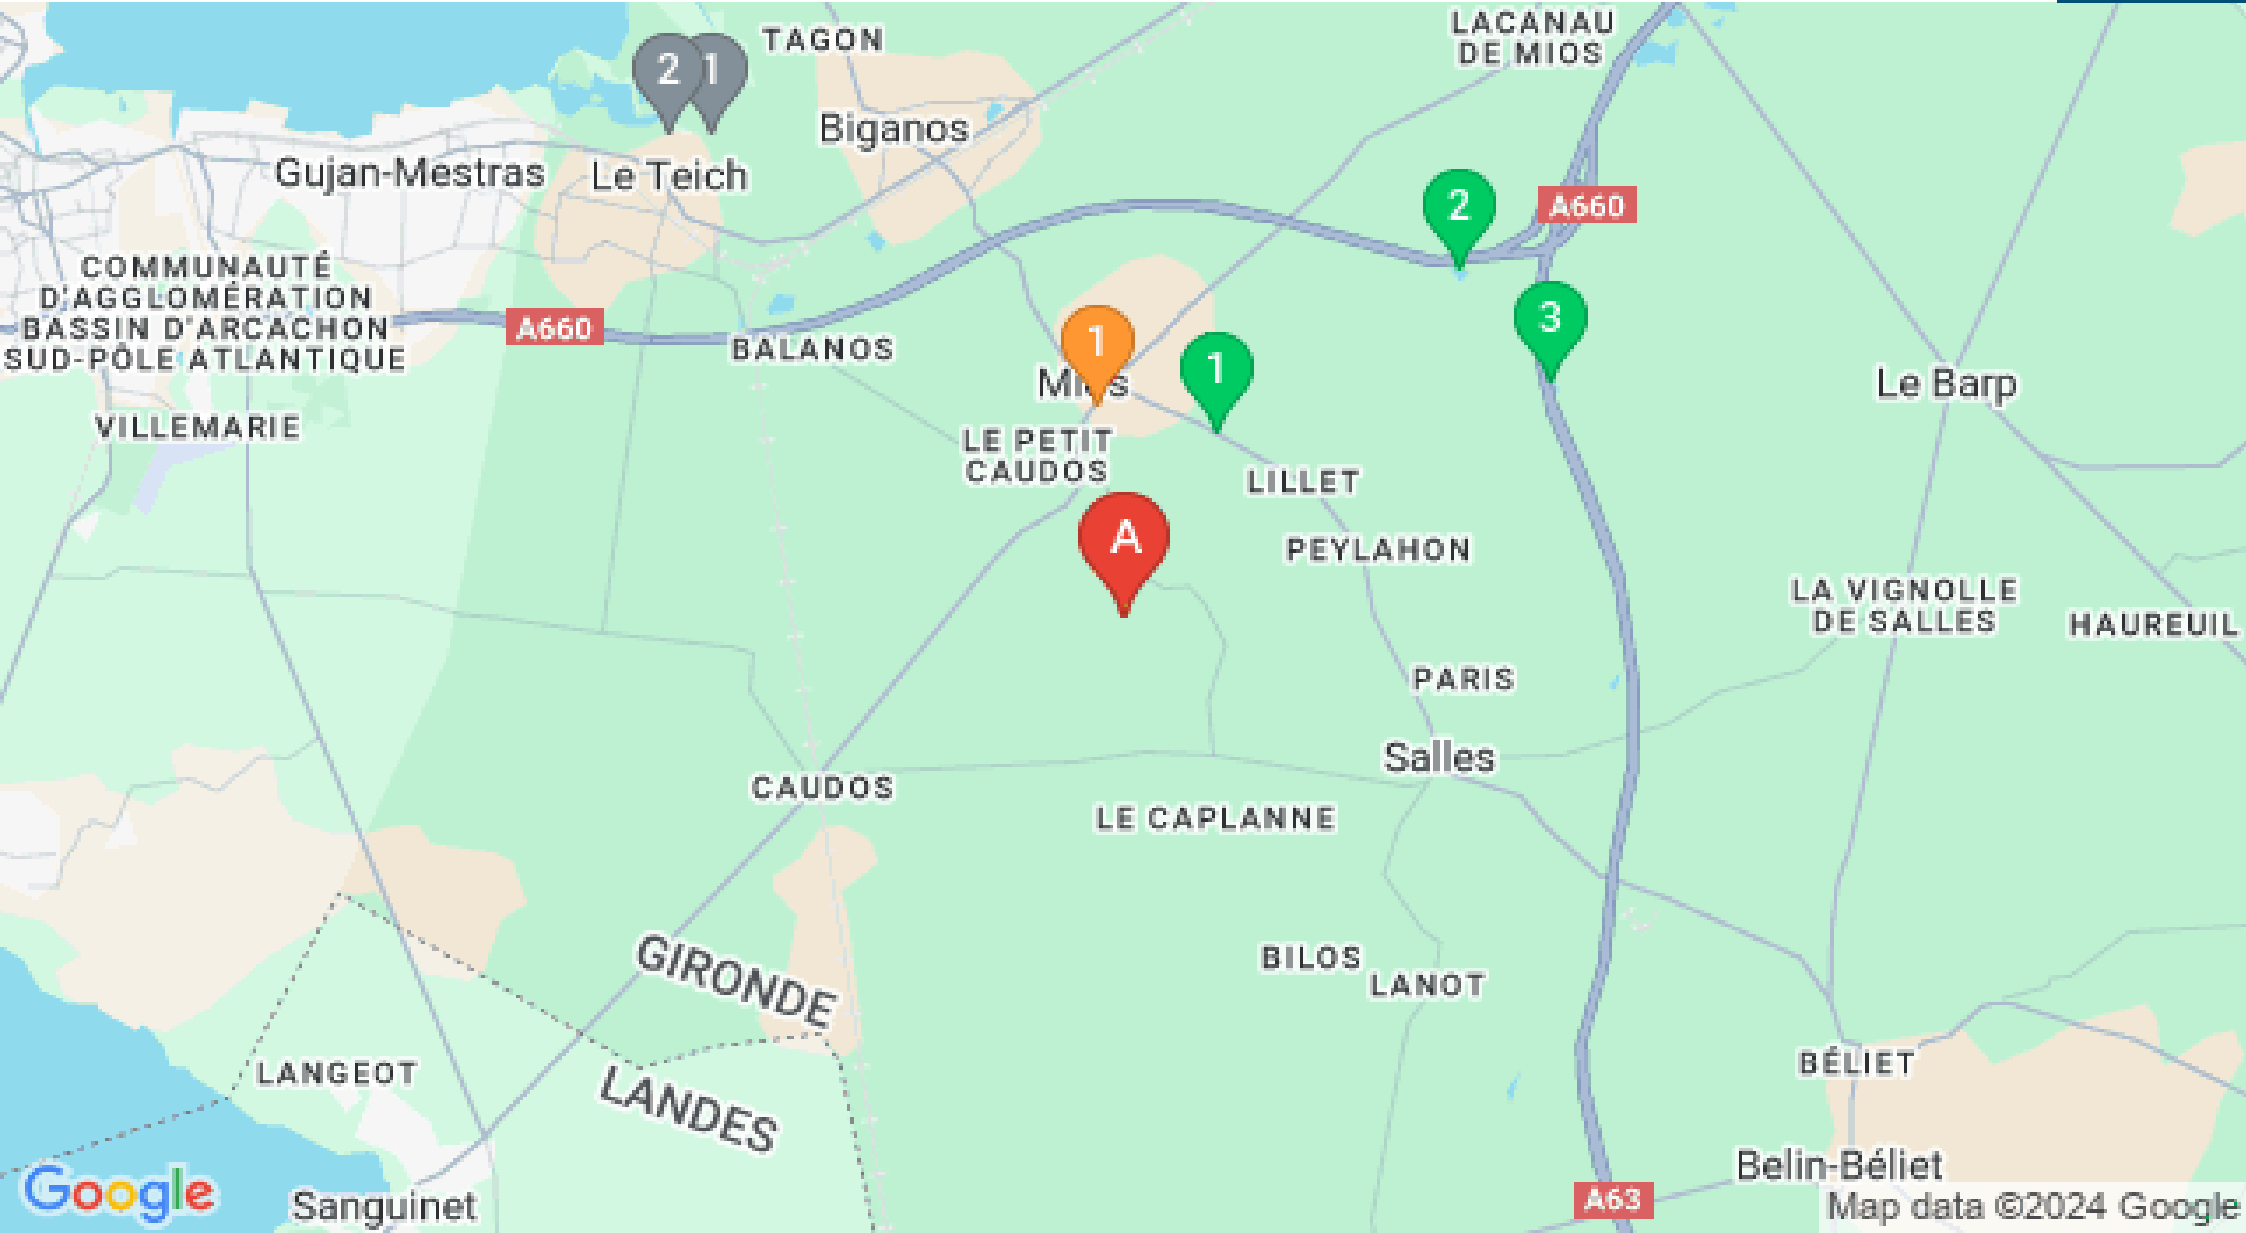 LACANAU
DE MIOS
TAGON
2
1
Biganos
Gujan-Mestras
Le Teich
2
A660
COMMUNAUTÉ
D'AGGLOMÉRATION
BASSIN D'ARCACHON
SUD-PÔLE ATLANTIQUE
A660
3
1
BALANOS
1
Mios
Le Barp
VILLEMARIE
LE PETIT
CAUDOS
LILLET
A
PEYLAHON
LA VIGNOLLE
DE SALLES
HAUREUIL
PARIS
Salles
CAUDOS
LE CAPLANNE
GIRONDE
BILOS
LANOT
LANGEOT
LANDES
BÉLIET
Belin-Béliet
Google
Sanguinet
A63
Map data ©2024 Google